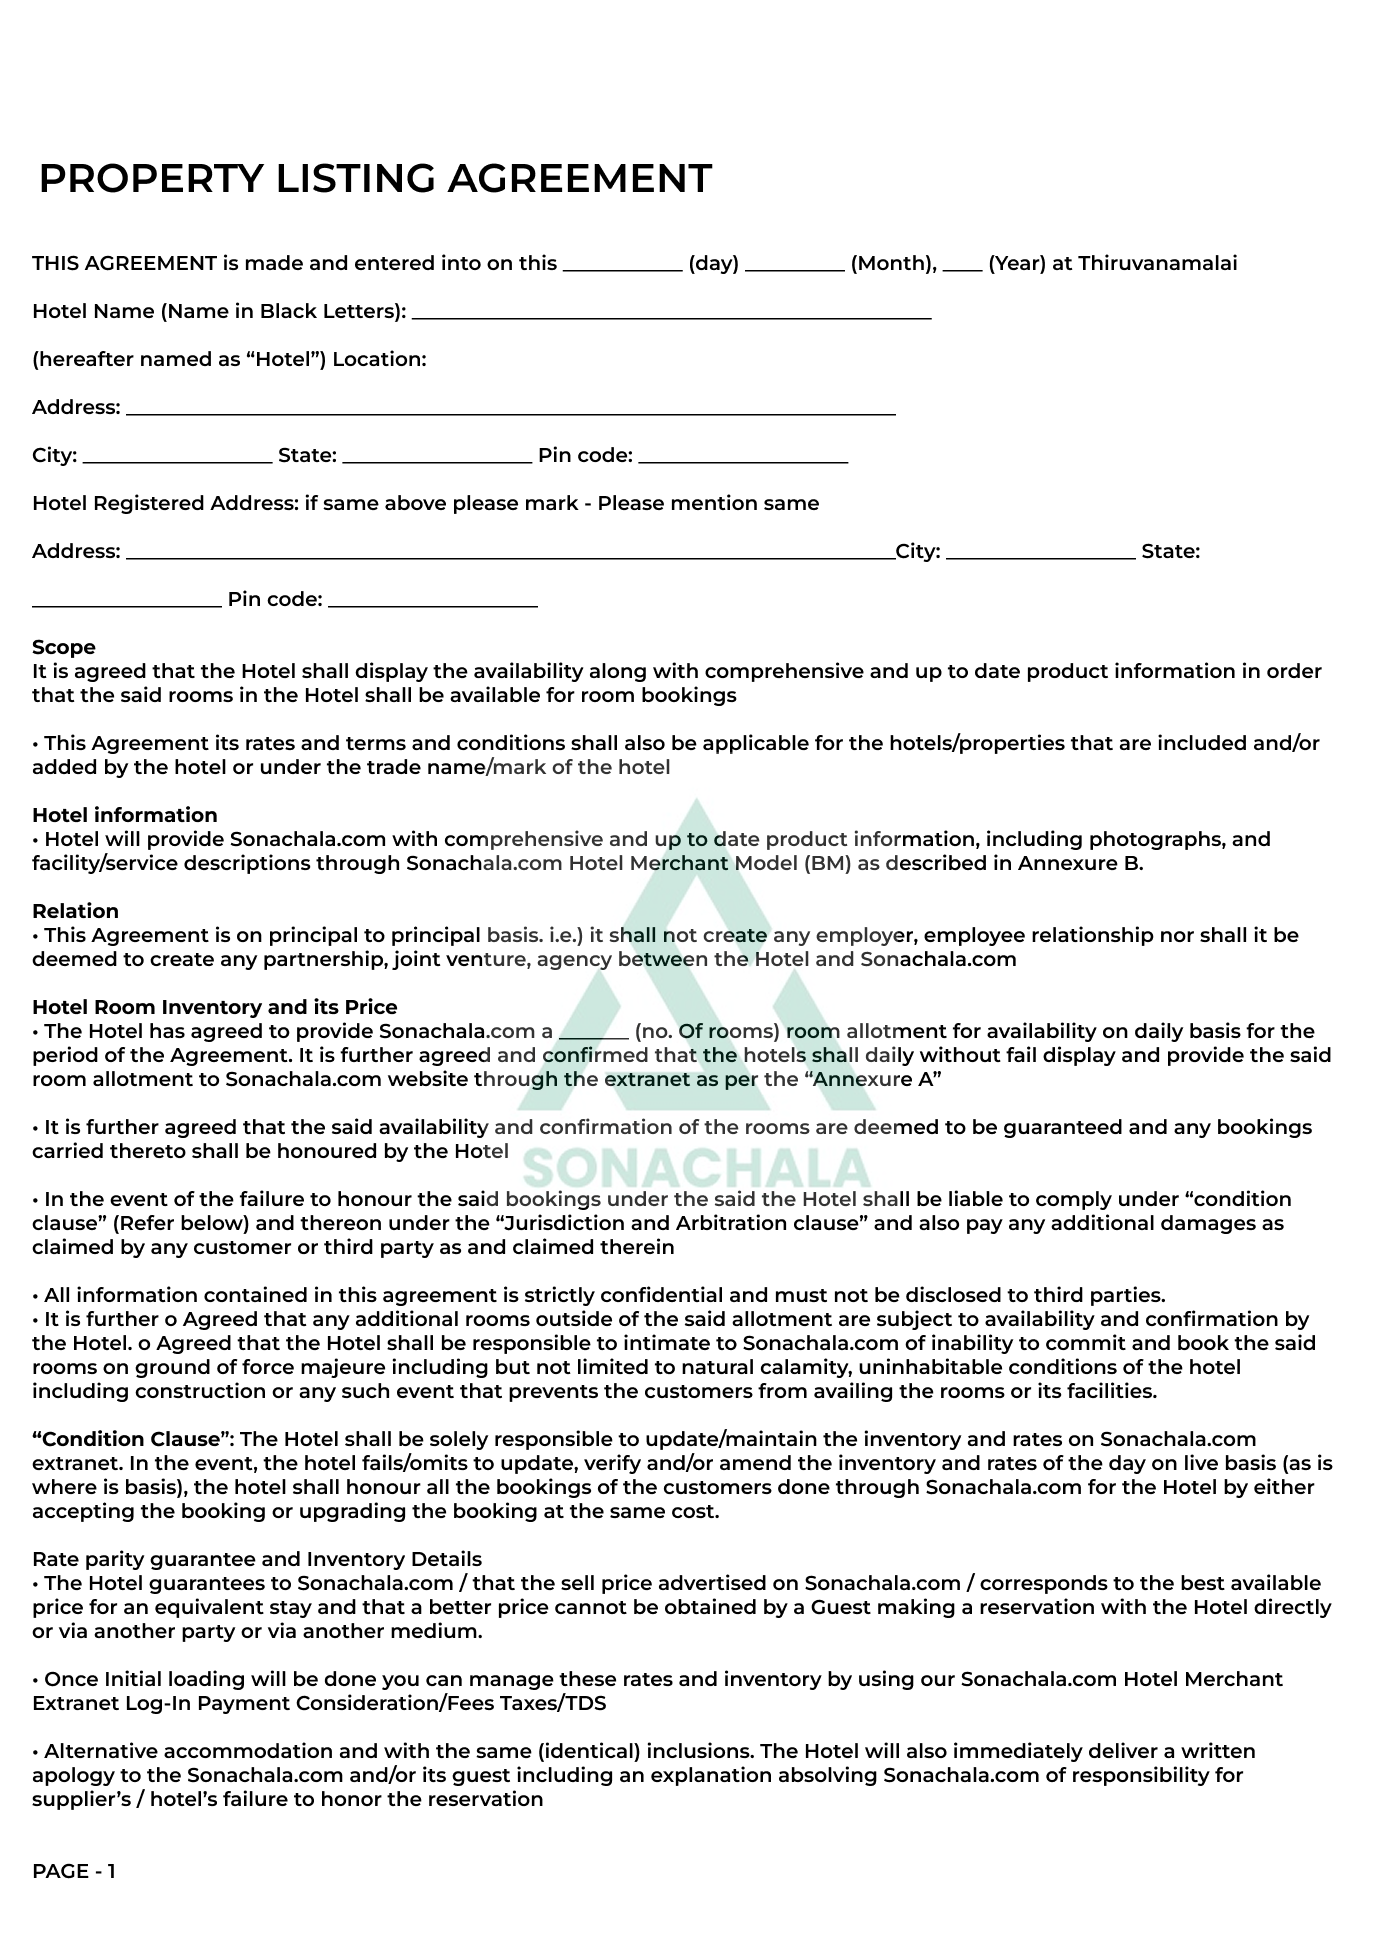 PROPERTY LISTING AGREEMENT
THIS AGREEMENT is made and entered into on this ____________ (day) __________ (Month), ____ (Year) at Thiruvanamalai
Hotel Name (Name in Black Letters): ____________________________________________________
(hereafter named as “Hotel”) Location:
Address: _____________________________________________________________________________
City: ___________________ State: ___________________ Pin code: _____________________
Hotel Registered Address: if same above please mark - Please mention same
Address: _____________________________________________________________________________City: ___________________ State:
___________________ Pin code: _____________________
Scope
It is agreed that the Hotel shall display the availability along with comprehensive and up to date product information in order
that the said rooms in the Hotel shall be available for room bookings
• This Agreement its rates and terms and conditions shall also be applicable for the hotels/properties that are included and/or
added by the hotel or under the trade name/mark of the hotel
Hotel information
• Hotel will provide Sonachala.com with comprehensive and up to date product information, including photographs, and
facility/service descriptions through Sonachala.com Hotel Merchant Model (BM) as described in Annexure B.
Relation
• This Agreement is on principal to principal basis. i.e.) it shall not create any employer, employee relationship nor shall it be
deemed to create any partnership, joint venture, agency between the Hotel and Sonachala.com
Hotel Room Inventory and its Price
• The Hotel has agreed to provide Sonachala.com a _______ (no. Of rooms) room allotment for availability on daily basis for the
period of the Agreement. It is further agreed and confirmed that the hotels shall daily without fail display and provide the said
room allotment to Sonachala.com website through the extranet as per the “Annexure A”
• It is further agreed that the said availability and confirmation of the rooms are deemed to be guaranteed and any bookings
carried thereto shall be honoured by the Hotel
SONACHALA
• In the event of the failure to honour the said bookings under the said the Hotel shall be liable to comply under “condition
clause” (Refer below) and thereon under the “Jurisdiction and Arbitration clause” and also pay any additional damages as
claimed by any customer or third party as and claimed therein
• All information contained in this agreement is strictly confidential and must not be disclosed to third parties.
• It is further o Agreed that any additional rooms outside of the said allotment are subject to availability and confirmation by
the Hotel. o Agreed that the Hotel shall be responsible to intimate to Sonachala.com of inability to commit and book the said
rooms on ground of force majeure including but not limited to natural calamity, uninhabitable conditions of the hotel
including construction or any such event that prevents the customers from availing the rooms or its facilities.
“Condition Clause”: The Hotel shall be solely responsible to update/maintain the inventory and rates on Sonachala.com
extranet. In the event, the hotel fails/omits to update, verify and/or amend the inventory and rates of the day on live basis (as is
where is basis), the hotel shall honour all the bookings of the customers done through Sonachala.com for the Hotel by either
accepting the booking or upgrading the booking at the same cost.
Rate parity guarantee and Inventory Details
• The Hotel guarantees to Sonachala.com / that the sell price advertised on Sonachala.com / corresponds to the best available
price for an equivalent stay and that a better price cannot be obtained by a Guest making a reservation with the Hotel directly
or via another party or via another medium.
• Once Initial loading will be done you can manage these rates and inventory by using our Sonachala.com Hotel Merchant
Extranet Log-In Payment Consideration/Fees Taxes/TDS
• Alternative accommodation and with the same (identical) inclusions. The Hotel will also immediately deliver a written
apology to the Sonachala.com and/or its guest including an explanation absolving Sonachala.com of responsibility for
supplier’s / hotel’s failure to honor the reservation
PAGE - 1